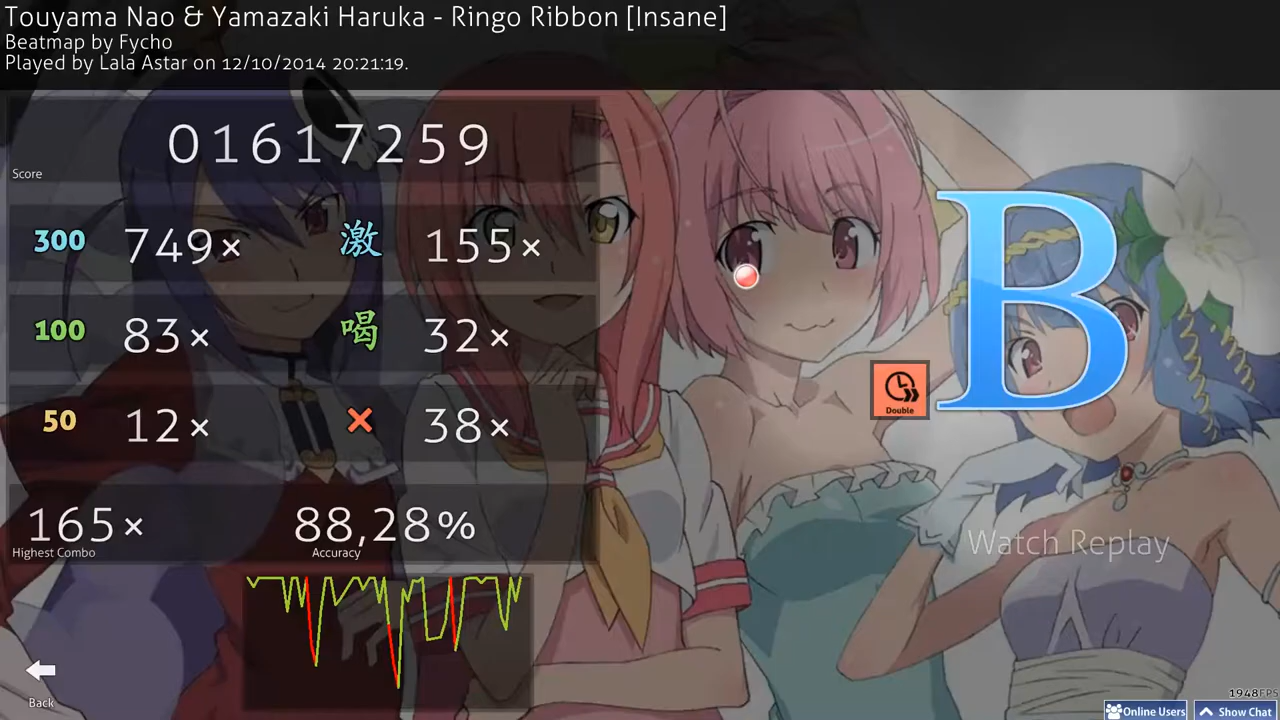 Touyama Nao & Yamazaki Haruka - Ringo Ribbon [Insane]
Beatmap by Fycho
Played by Lala Astar on 12/10/2014 20:21:19.
01617259
Score
300 749× 激 155×
100 83× 喝 32×
50 12× × 38×
165× 88,28%
Highest Combo Accuracy
Double
B
Watch Replay
Back
1948FPS
Online Users Show Chat